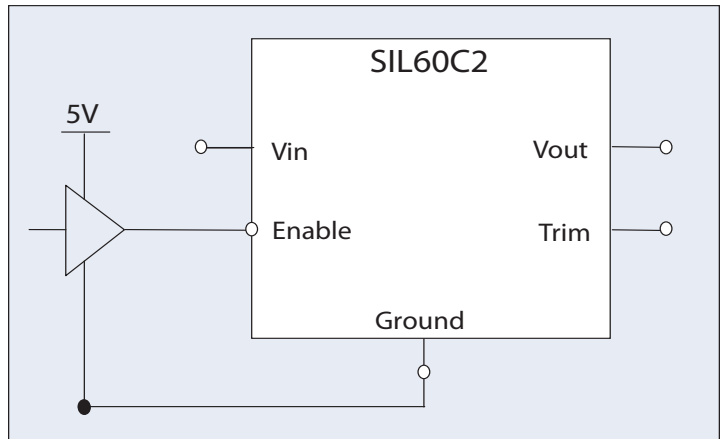 SIL60C2
5V
Vin
Vout
Enable
Trim
Ground